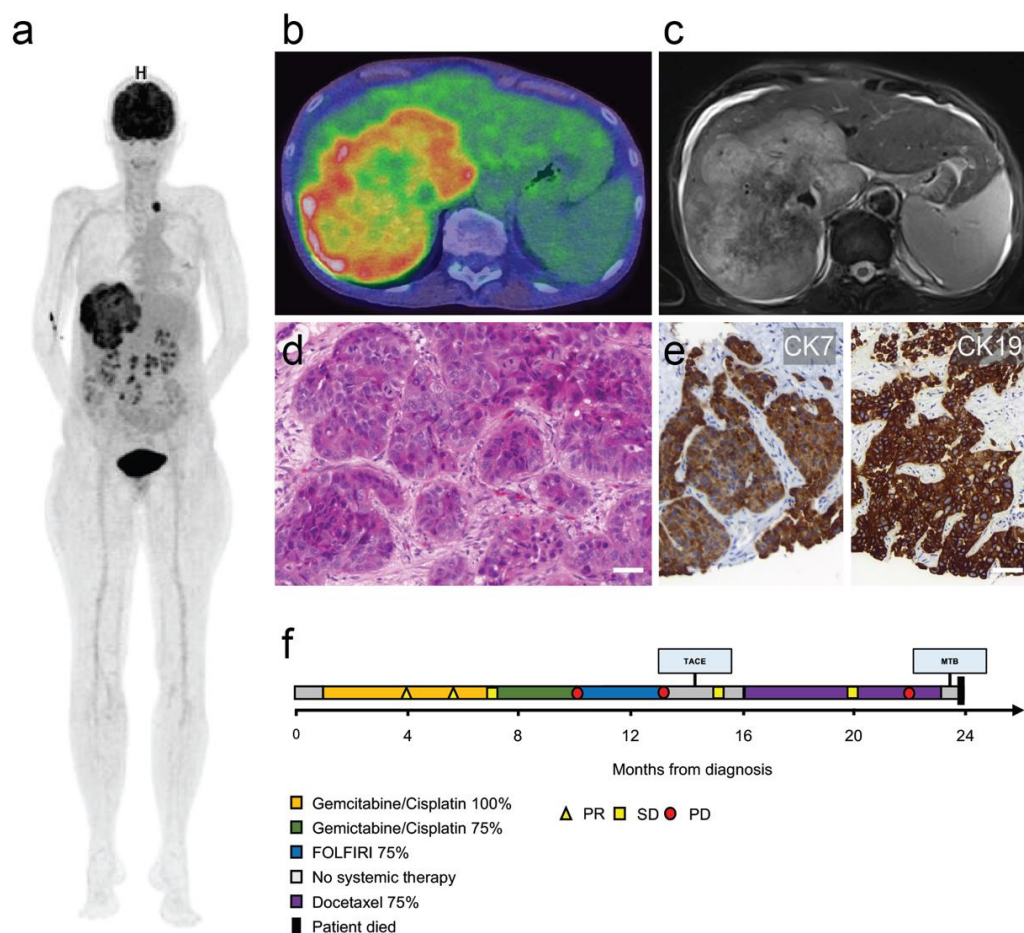 a
H
b
c
d
e
CK7
CK19
f
TACE
MTB
0 4 8 12 16 20 24
Months from diagnosis
Gemcitabine/Cisplatin 100%
Gemictabine/Cisplatin 75%
FOLFIRI 75%
No systemic therapy
Docetaxel 75%
Patient died
PR SD PD